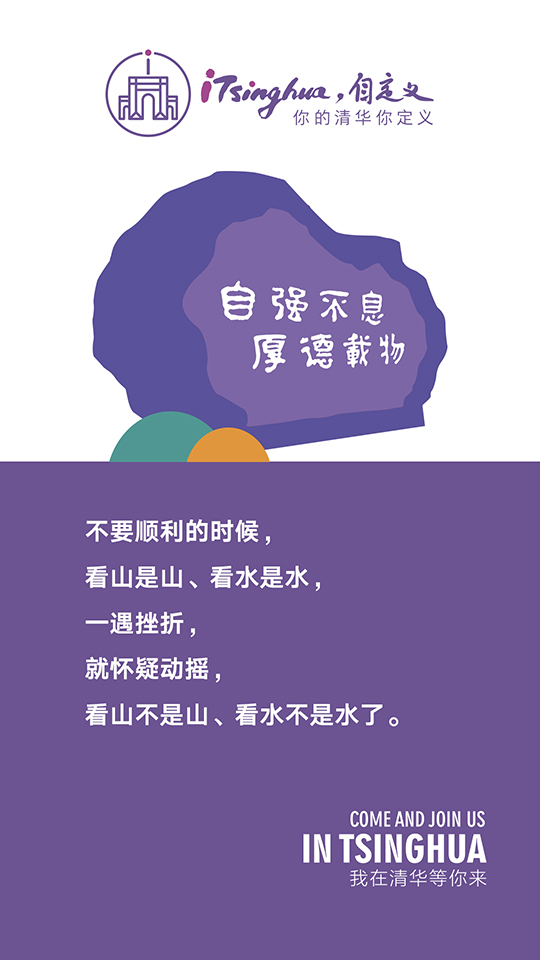 iTsinghua，自定义
你的清华你定义
自强不息
厚德載物
不要顺利的时候，
看山是山、看水是水，
一遇挫折，
就怀疑动摇，
看山不是山、看水不是水了。
COME AND JOIN US
IN TSINGHUA
我在清华等你来